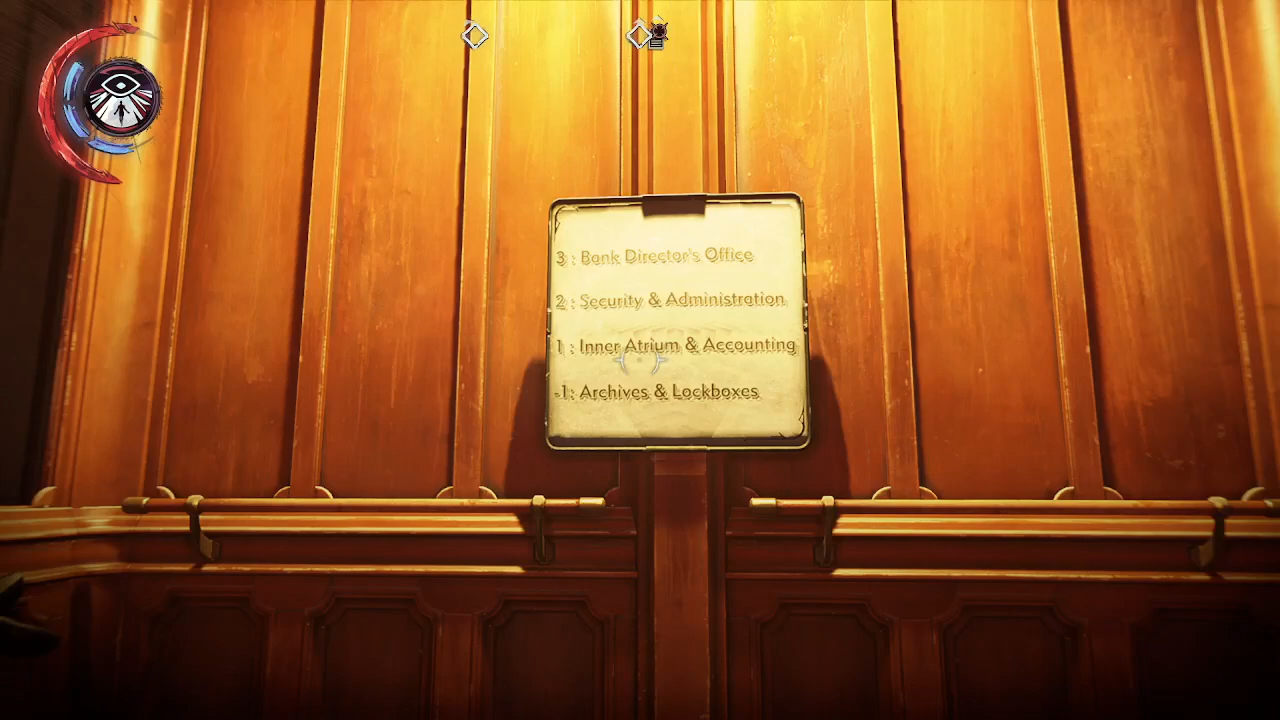 3 : Bank Director's Office
2 : Security & Administration
1 : Inner Atrium & Accounting
-1: Archives & Lockboxes